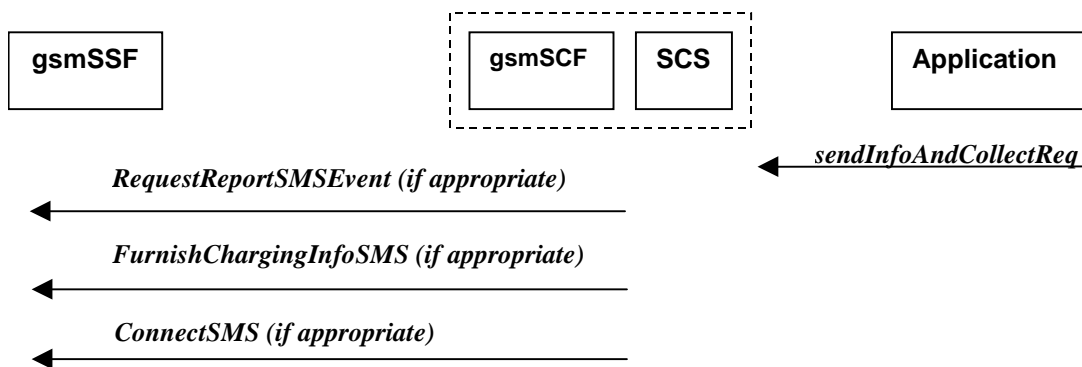 gsmSSF
gsmSCF
SCS
Application
sendInfoAndCollectReq
RequestReportSMSEvent (if appropriate)
FurnishChargingInfoSMS (if appropriate)
ConnectSMS (if appropriate)